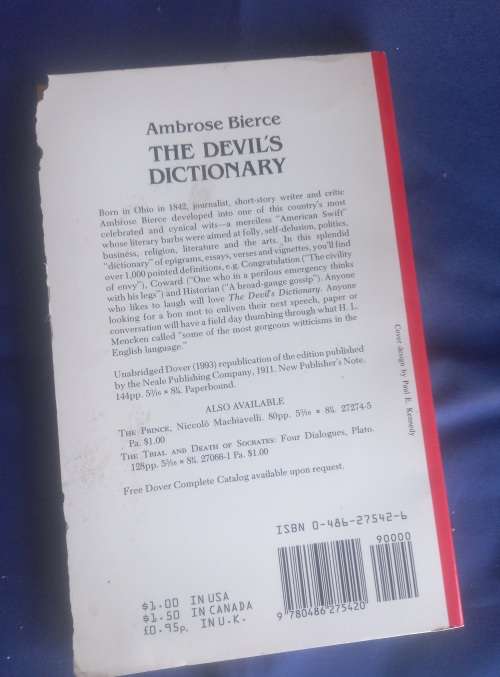 Ambrose Bierce
THE DEVIL'S
DICTIONARY
Born in Ohio in 1842, journalist, short-story writer and critic
Ambrose Bierce developed into one of this country's most
celebrated and cynical wits—a merciless "American Swift"
whose literary barbs were aimed at folly, self-delusion, politics,
business, religion, literature and the arts. In this splendid
"dictionary" of epigrams, essays, verses and vignettes, you'll find
over 1,000 pointed definitions, e.g. Congratulation ("The civility
of envy"), Coward ("One who in a perilous emergency thinks
with his legs") and Historian ("A broad-gauge gossip"). Anyone
who likes to laugh will love The Devil's Dictionary. Anyone
looking for a bon mot to enliven their next speech, paper or
conversation will have a field day thumbing through what H. L.
Mencken called "some of the most gorgeous witticisms in the
English language."
Unabridged Dover (1993) republication of the edition published
by the Neale Publishing Company, 1911. New Publisher's Note.
144pp. 5³⁄₁₆ × 8¼. Paperbound.
ALSO AVAILABLE
THE PRINCE, Niccolò Machiavelli. 80pp. 5³⁄₁₆ × 8¼. 27274-5
Pa. $1.00
THE TRIAL AND DEATH OF SOCRATES: Four Dialogues, Plato.
128pp. 5³⁄₁₆ × 8¼. 27066-1 Pa. $1.00
Free Dover Complete Catalog available upon request.
Cover design by Paul E. Kennedy
ISBN 0-486-27542-6
90000
9 780486 275420
$1.00 IN USA
$1.50 IN CANADA
£0.95p. IN U.K.